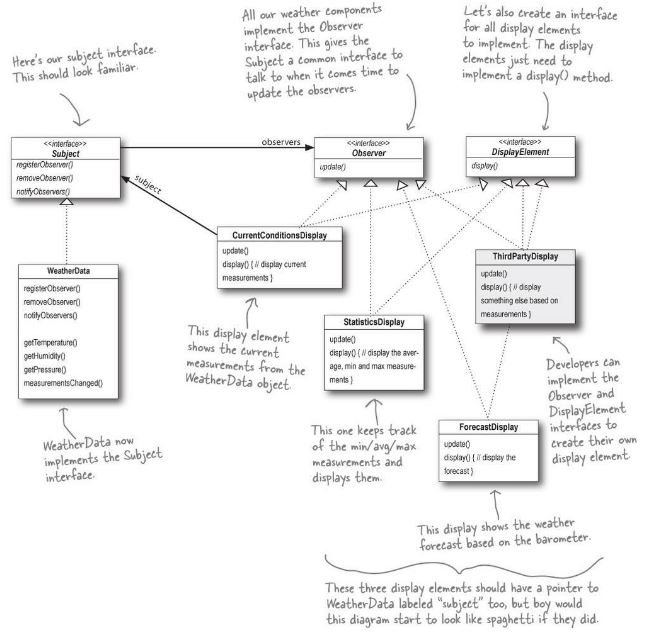 Here's our subject interface.
This should look familiar.
All our weather components
implement the Observer
interface. This gives the
Subject a common interface to
talk to when it comes time to
update the observers.
Let's also create an interface
for all display elements
to implement. The display
elements just need to
implement a display() method.
<<interface>>
Subject
registerObserver()
removeObserver()
notifyObservers()
observers
<<interface>>
Observer
update()
<<interface>>
DisplayElement
display()
subject
WeatherData
registerObserver()
removeObserver()
notifyObservers()
getTemperature()
getHumidity()
getPressure()
measurementsChanged()
CurrentConditionsDisplay
update()
display() { // display current
measurements }
ThirdPartyDisplay
update()
display() { // display
something else based on
measurements }
StatisticsDisplay
update()
display() { // display the aver-
age, min and max measure-
ments }
This display element
shows the current
measurements from the
WeatherData object.
Developers can
implement the
Observer and
DisplayElement
interfaces to
create their own
display element.
ForecastDisplay
update()
display() { // display the
forecast }
WeatherData now
implements the Subject
interface.
This one keeps track
of the min/avg/max
measurements and
displays them.
This display shows the weather
forecast based on the barometer.
These three display elements should have a pointer to
WeatherData labeled "subject" too, but boy would
this diagram start to look like spaghetti if they did.